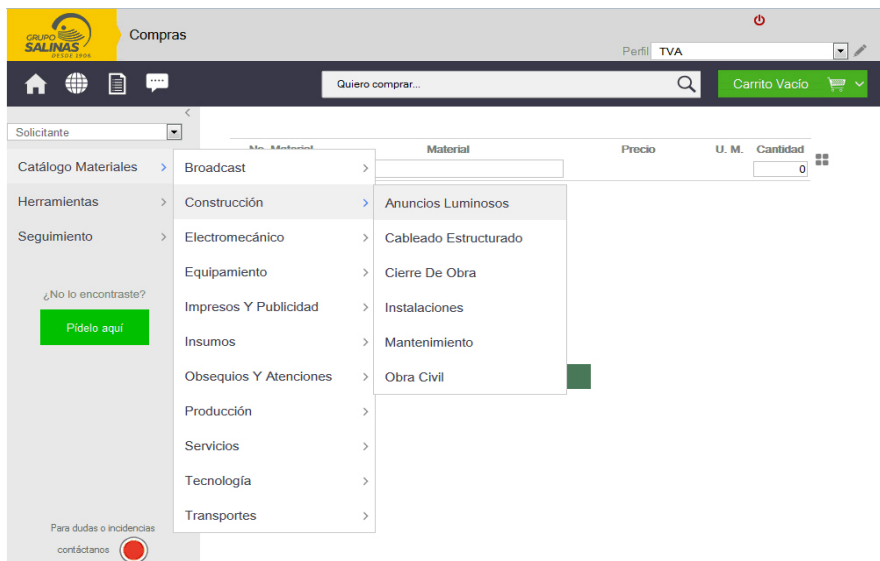 GRUPO
SALINAS
DESDE 1906
Compras
Perfil TVA
Quiero comprar...
Carrito Vacío
Solicitante
No. Material Material Precio U. M. Cantidad
0
Catálogo Materiales
Herramientas
Seguimiento
¿No lo encontraste?
Pídelo aquí
Para dudas o incidencias
contáctanos
Broadcast
Construcción
Electromecánico
Equipamiento
Impresos Y Publicidad
Insumos
Obsequios Y Atenciones
Producción
Servicios
Tecnología
Transportes
Anuncios Luminosos
Cableado Estructurado
Cierre De Obra
Instalaciones
Mantenimiento
Obra Civil